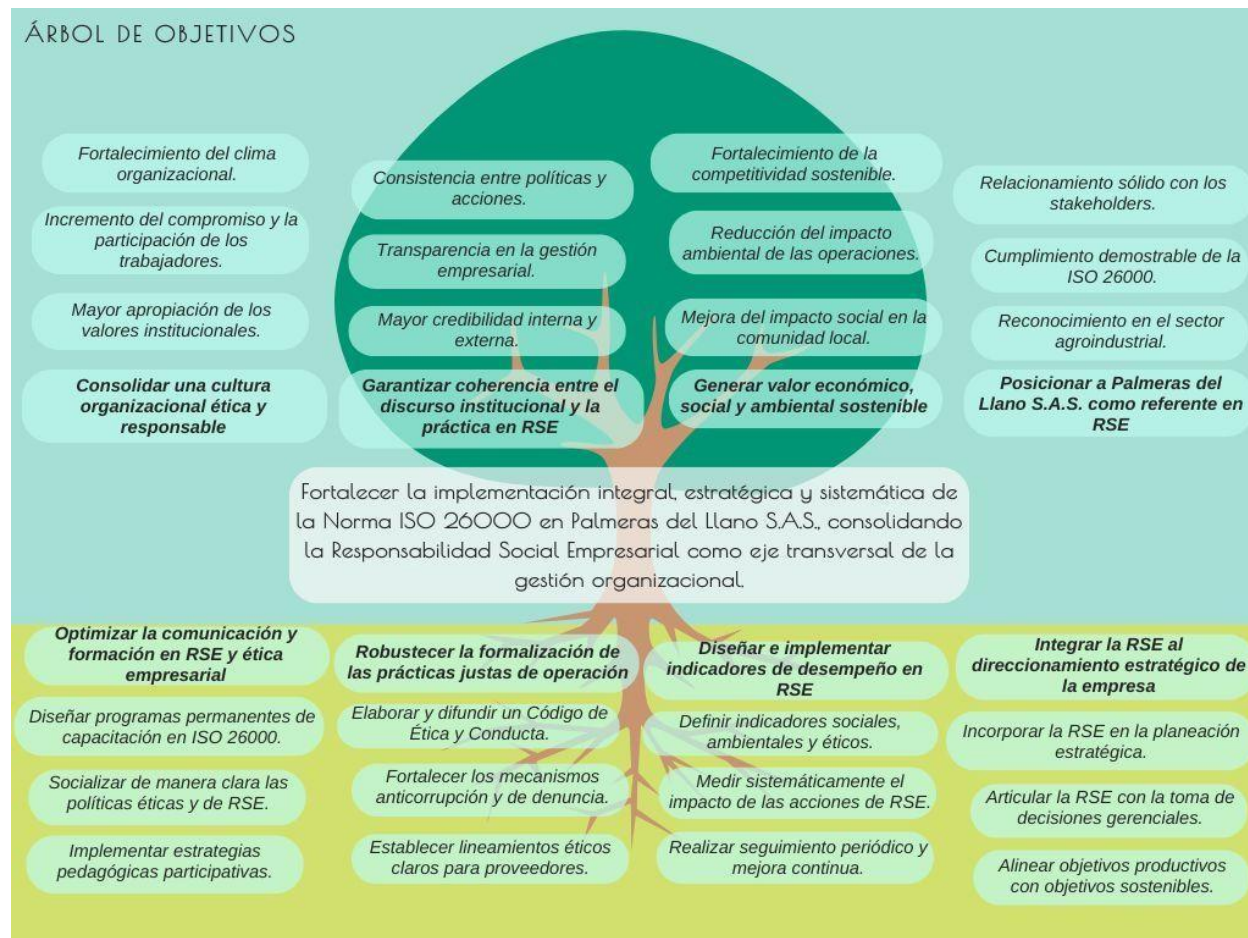 ÁRBOL DE OBJETIVOS
Fortalecimiento del clima
organizacional.
Incremento del compromiso y la
participación de los
trabajadores.
Mayor apropiación de los
valores institucionales.
Consolidar una cultura
organizacional ética y
responsable
Consistencia entre políticas y
acciones.
Transparencia en la gestión
empresarial.
Mayor credibilidad interna y
externa.
Garantizar coherencia entre el
discurso institucional y la
práctica en RSE
Fortalecimiento de la
competitividad sostenible.
Reducción del impacto
ambiental de las operaciones.
Mejora del impacto social en la
comunidad local.
Generar valor económico,
social y ambiental sostenible
Relacionamiento sólido con los
stakeholders.
Cumplimiento demostrable de la
ISO 26000.
Reconocimiento en el sector
agroindustrial.
Posicionar a Palmeras del
Llano S.A.S. como referente en
RSE
Fortalecer la implementación integral, estratégica y sistemática de
la Norma ISO 26000 en Palmeras del Llano S.A.S., consolidando
la Responsabilidad Social Empresarial como eje transversal de la
gestión organizacional.
Optimizar la comunicación y
formación en RSE y ética
empresarial
Diseñar programas permanentes de
capacitación en ISO 26000.
Socializar de manera clara las
políticas éticas y de RSE.
Implementar estrategias
pedagógicas participativas.
Robustecer la formalización de
las prácticas justas de operación
Elaborar y difundir un Código de
Ética y Conducta.
Fortalecer los mecanismos
anticorrupción y de denuncia.
Establecer lineamientos éticos
claros para proveedores.
Diseñar e implementar
indicadores de desempeño en
RSE
Definir indicadores sociales,
ambientales y éticos.
Medir sistemáticamente el
impacto de las acciones de RSE.
Realizar seguimiento periódico y
mejora continua.
Integrar la RSE al
direccionamiento estratégico de
la empresa
Incorporar la RSE en la planeación
estratégica.
Articular la RSE con la toma de
decisiones gerenciales.
Alinear objetivos productivos
con objetivos sostenibles.